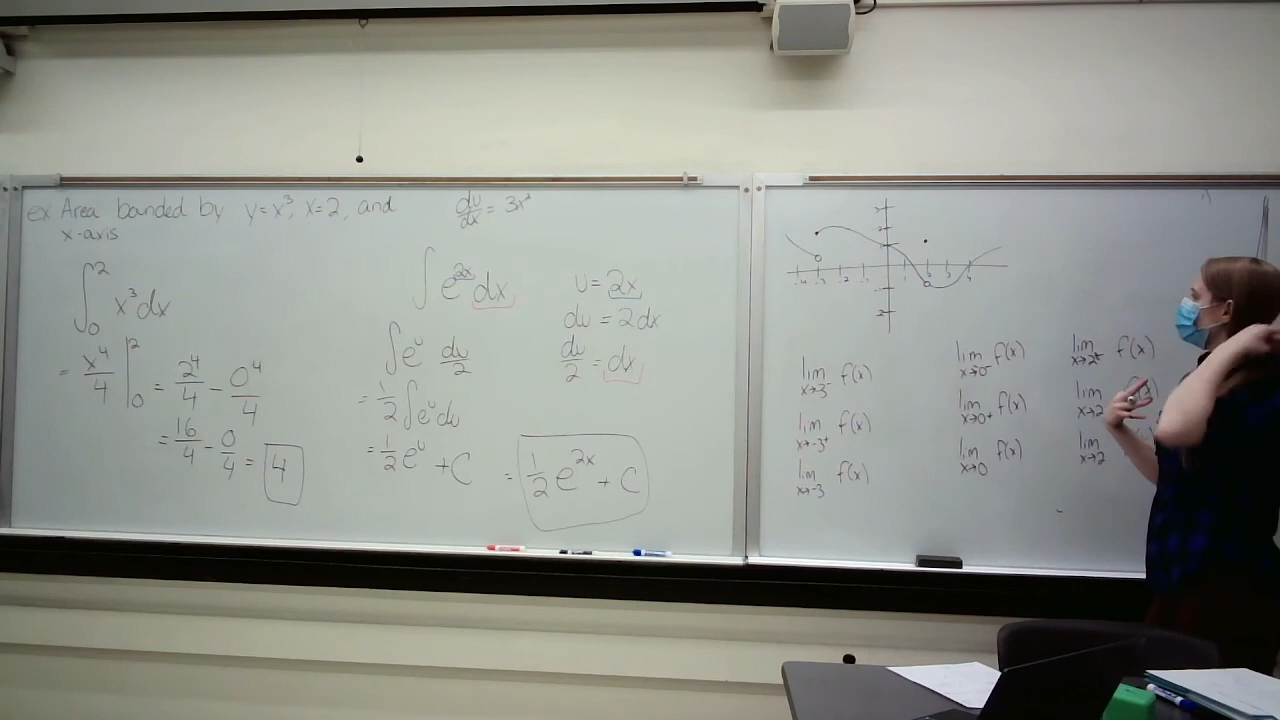 ex Area banded by y=x³, x=2, and
x-axis
∫₀² x³dx
= x⁴/4 |₀² = 2⁴/4 - 0⁴/4
= 16/4 - 0/4 = 4
du/dx = 3x²
∫e^2x dx
∫e^u du/2
= 1/2 ∫e^u du
= 1/2 e^u + C
= 1/2 e^2x + C
u = 2x
du = 2dx
du/2 = dx
lim x→3⁻ f(x)
lim x→-3⁺ f(x)
lim x→-3 f(x)
lim x→0⁻ f(x)
lim x→0⁺ f(x)
lim x→0 f(x)
lim f(x)
lim x→2
lim x→2